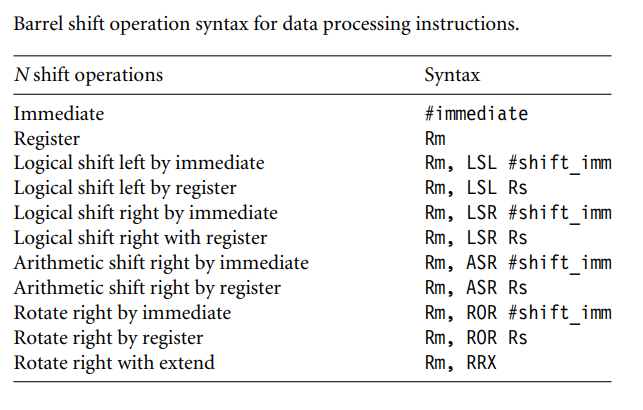 Barrel shift operation syntax for data processing instructions.
N shift operations Syntax
Immediate #immediate
Register Rm
Logical shift left by immediate Rm, LSL #shift_imm
Logical shift left by register Rm, LSL Rs
Logical shift right by immediate Rm, LSR #shift_imm
Logical shift right with register Rm, LSR Rs
Arithmetic shift right by immediate Rm, ASR #shift_imm
Arithmetic shift right by register Rm, ASR Rs
Rotate right by immediate Rm, ROR #shift_imm
Rotate right by register Rm, ROR Rs
Rotate right with extend Rm, RRX